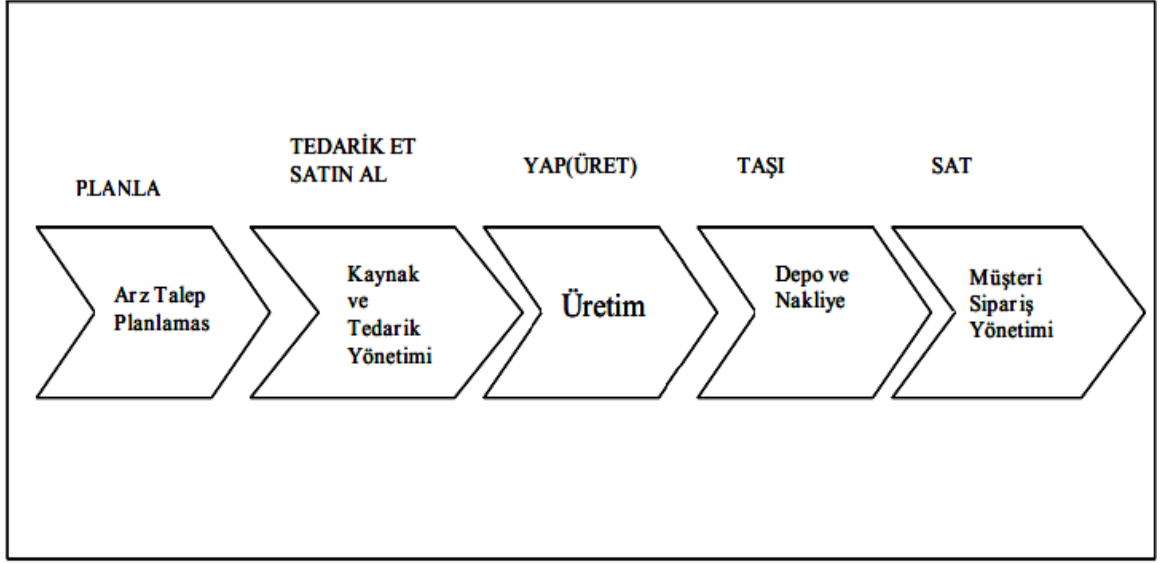 PLANLA
TEDARİK ET
SATIN AL
YAP(ÜRET)
TAŞI
SAT
Arz Talep
Planlamas
Kaynak
ve
Tedarik
Yönetimi
Üretim
Depo ve
Nakliye
Müşteri
Sipariş
Yönetimi